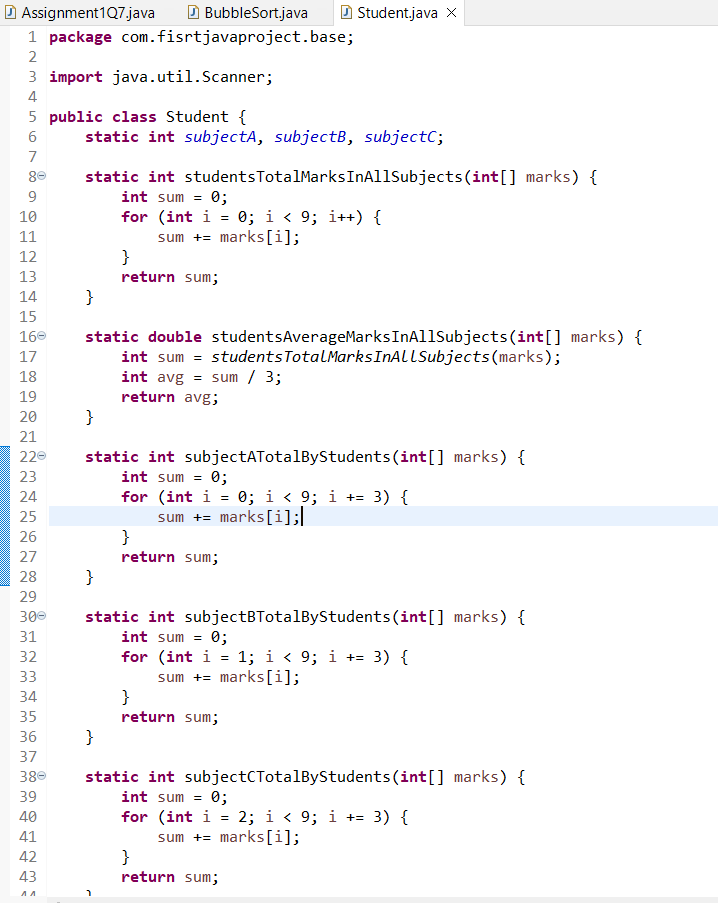 Assignment1Q7.java BubbleSort.java Student.java
1 package com.fisrtjavaproject.base;
2
3 import java.util.Scanner;
4
5 public class Student {
6 static int subjectA, subjectB, subjectC;
7
8 static int studentsTotalMarksInAllSubjects(int[] marks) {
9 int sum = 0;
10 for (int i = 0; i < 9; i++) {
11 sum += marks[i];
12 }
13 return sum;
14 }
15
16 static double studentsAverageMarksInAllSubjects(int[] marks) {
17 int sum = studentsTotalMarksInAllSubjects(marks);
18 int avg = sum / 3;
19 return avg;
20 }
21
22 static int subjectATotalByStudents(int[] marks) {
23 int sum = 0;
24 for (int i = 0; i < 9; i += 3) {
25 sum += marks[i];
26 }
27 return sum;
28 }
29
30 static int subjectBTotalByStudents(int[] marks) {
31 int sum = 0;
32 for (int i = 1; i < 9; i += 3) {
33 sum += marks[i];
34 }
35 return sum;
36 }
37
38 static int subjectCTotalByStudents(int[] marks) {
39 int sum = 0;
40 for (int i = 2; i < 9; i += 3) {
41 sum += marks[i];
42 }
43 return sum;
44 }